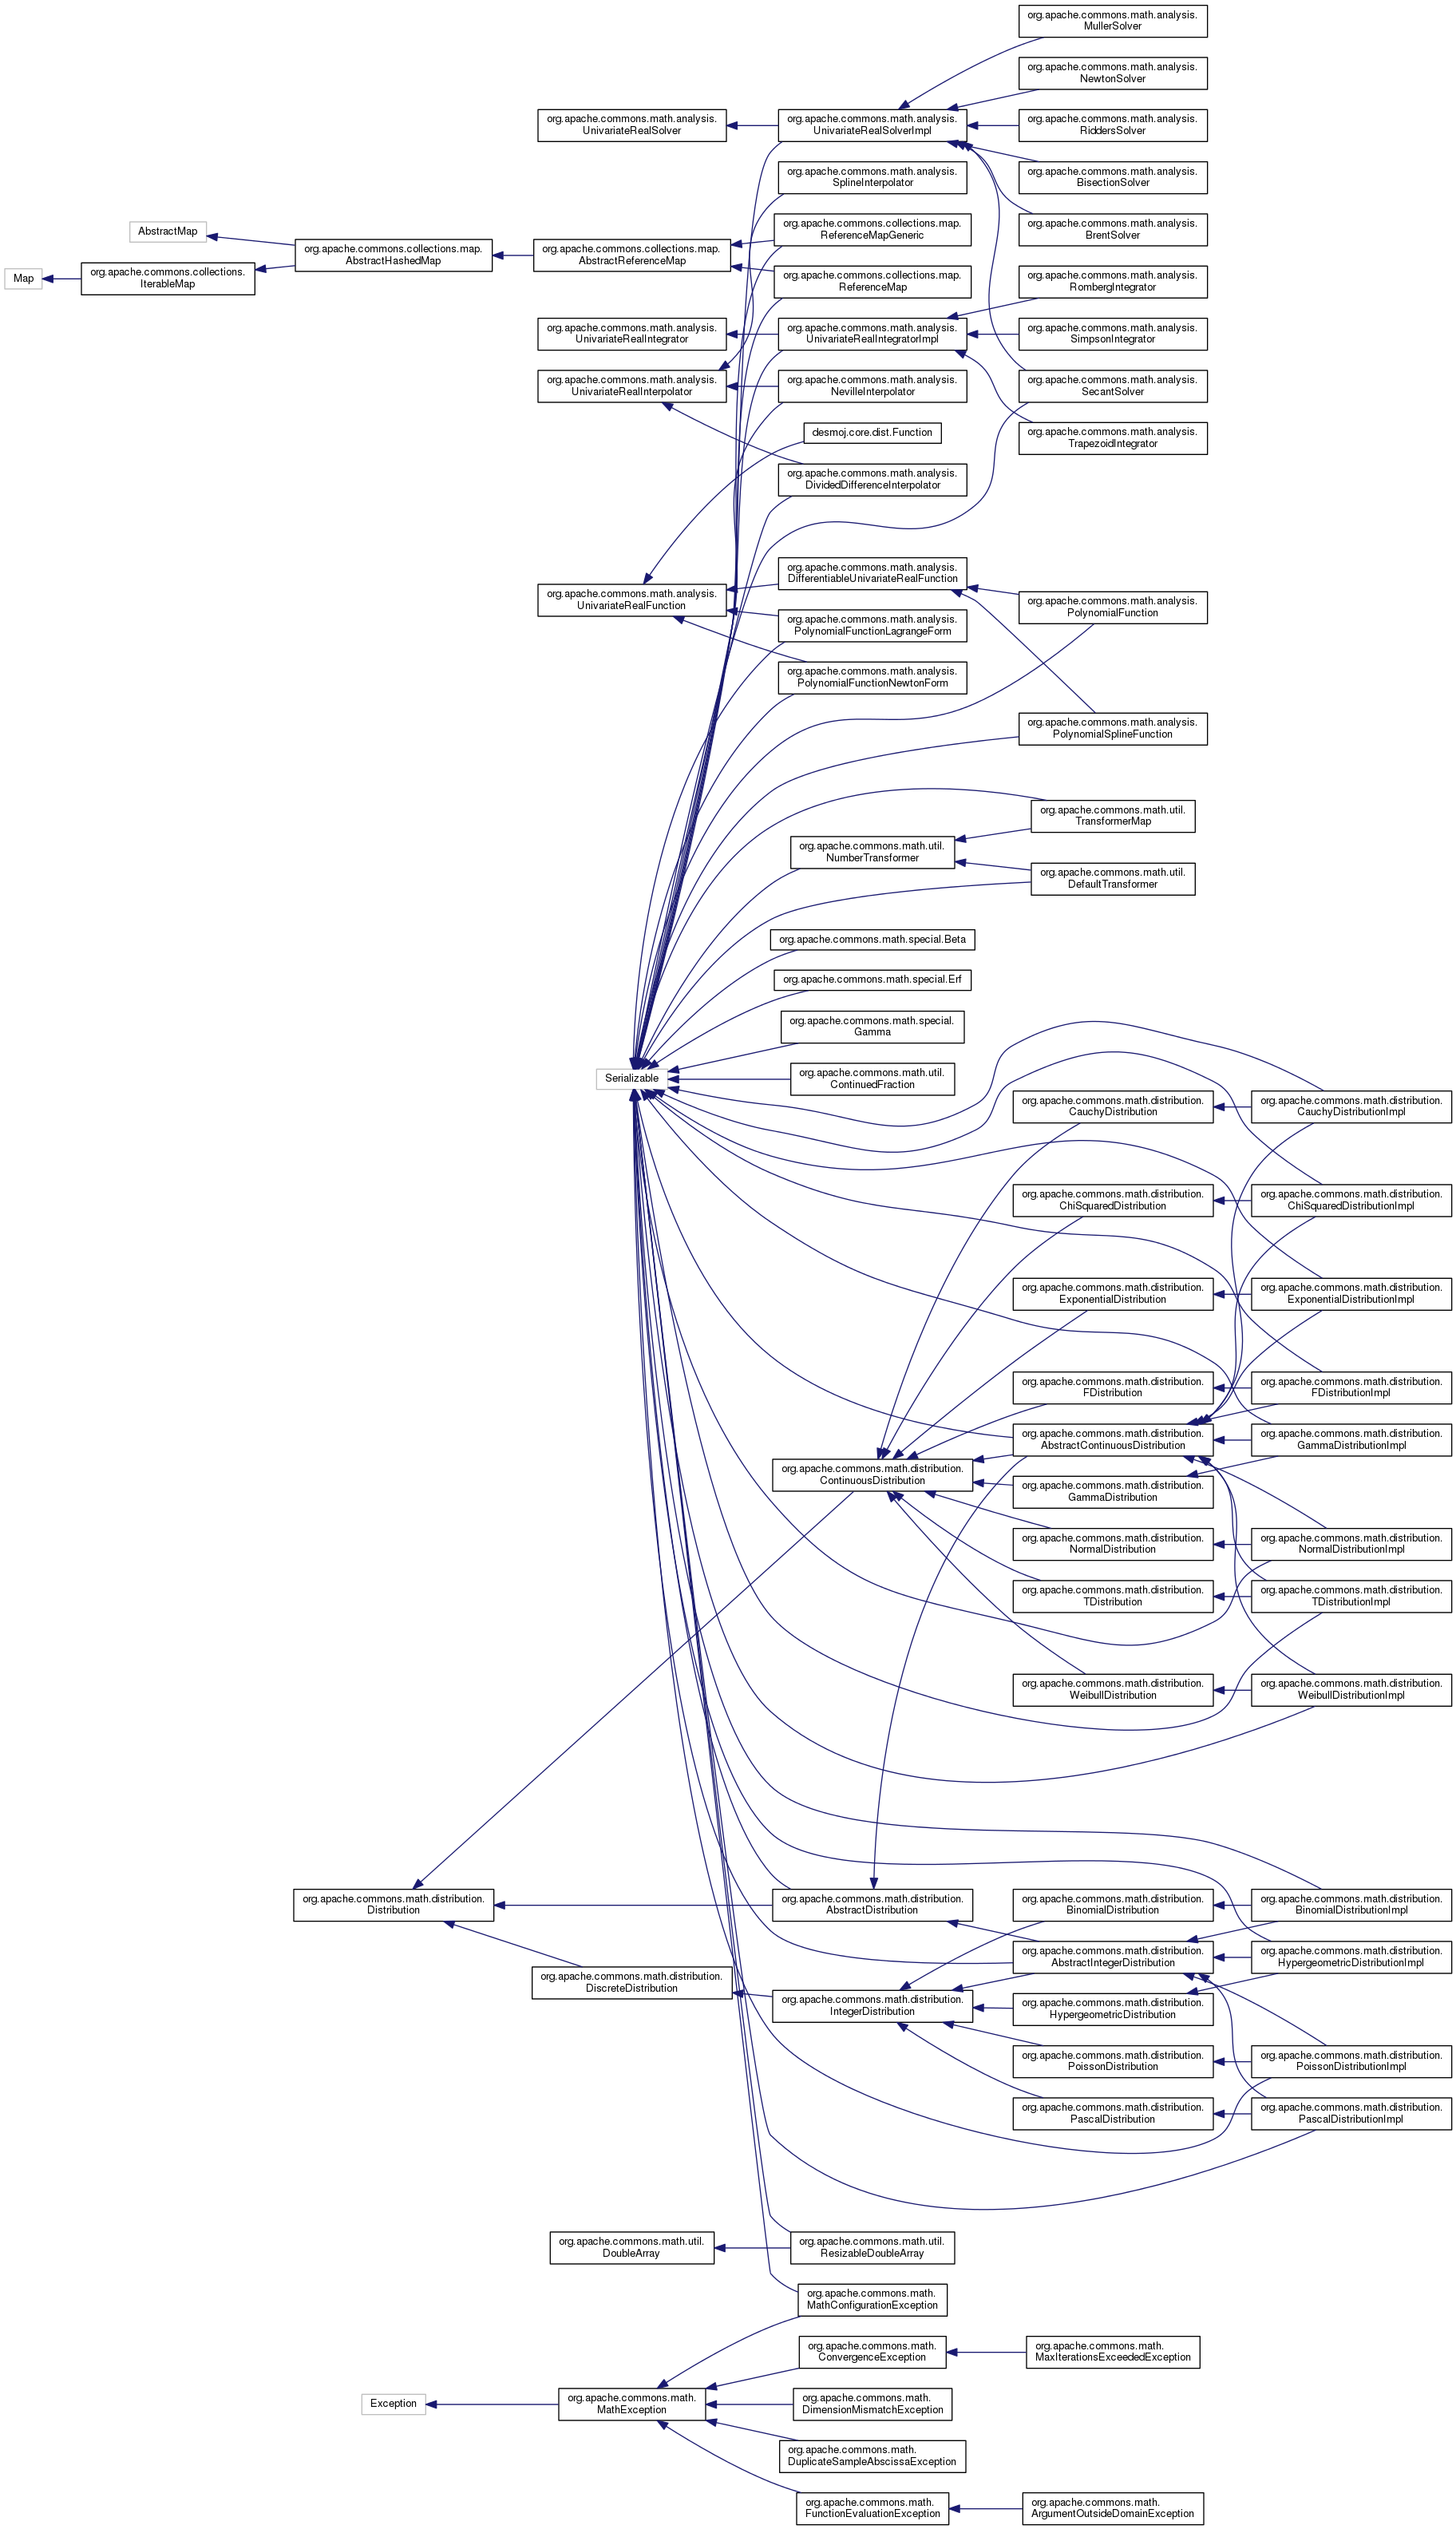 org.apache.commons.math.analysis.
MullerSolver
org.apache.commons.math.analysis.
NewtonSolver
org.apache.commons.math.analysis.
UnivariateRealSolver
org.apache.commons.math.analysis.
UnivariateRealSolverImpl
org.apache.commons.math.analysis.
RiddersSolver
org.apache.commons.math.analysis.
SplineInterpolator
org.apache.commons.math.analysis.
BisectionSolver
AbstractMap
org.apache.commons.collections.map.
ReferenceMapGeneric
org.apache.commons.math.analysis.
BrentSolver
org.apache.commons.collections.map.
AbstractHashedMap
org.apache.commons.collections.map.
AbstractReferenceMap
Map
org.apache.commons.collections.
IterableMap
org.apache.commons.collections.map.
ReferenceMap
org.apache.commons.math.analysis.
RombergIntegrator
org.apache.commons.math.analysis.
UnivariateRealIntegrator
org.apache.commons.math.analysis.
UnivariateRealIntegratorImpl
org.apache.commons.math.analysis.
SimpsonIntegrator
org.apache.commons.math.analysis.
UnivariateRealInterpolator
org.apache.commons.math.analysis.
NevilleInterpolator
org.apache.commons.math.analysis.
SecantSolver
desmoj.core.dist.Function
org.apache.commons.math.analysis.
TrapezoidIntegrator
org.apache.commons.math.analysis.
DividedDifferenceInterpolator
org.apache.commons.math.analysis.
DifferentiableUnivariateRealFunction
org.apache.commons.math.analysis.
UnivariateRealFunction
org.apache.commons.math.analysis.
PolynomialFunction
org.apache.commons.math.analysis.
PolynomialFunctionLagrangeForm
org.apache.commons.math.analysis.
PolynomialFunctionNewtonForm
org.apache.commons.math.analysis.
PolynomialSplineFunction
org.apache.commons.math.util.
TransformerMap
org.apache.commons.math.util.
NumberTransformer
org.apache.commons.math.util.
DefaultTransformer
org.apache.commons.math.special.Beta
org.apache.commons.math.special.Erf
org.apache.commons.math.special.
Gamma
Serializable
org.apache.commons.math.util.
ContinuedFraction
org.apache.commons.math.distribution.
CauchyDistribution
org.apache.commons.math.distribution.
CauchyDistributionImpl
org.apache.commons.math.distribution.
ChiSquaredDistribution
org.apache.commons.math.distribution.
ChiSquaredDistributionImpl
org.apache.commons.math.distribution.
ExponentialDistribution
org.apache.commons.math.distribution.
ExponentialDistributionImpl
org.apache.commons.math.distribution.
FDistribution
org.apache.commons.math.distribution.
FDistributionImpl
org.apache.commons.math.distribution.
AbstractContinuousDistribution
org.apache.commons.math.distribution.
GammaDistributionImpl
org.apache.commons.math.distribution.
ContinuousDistribution
org.apache.commons.math.distribution.
GammaDistribution
org.apache.commons.math.distribution.
NormalDistribution
org.apache.commons.math.distribution.
NormalDistributionImpl
org.apache.commons.math.distribution.
TDistribution
org.apache.commons.math.distribution.
TDistributionImpl
org.apache.commons.math.distribution.
WeibullDistribution
org.apache.commons.math.distribution.
WeibullDistributionImpl
org.apache.commons.math.distribution.
Distribution
org.apache.commons.math.distribution.
AbstractDistribution
org.apache.commons.math.distribution.
BinomialDistribution
org.apache.commons.math.distribution.
BinomialDistributionImpl
org.apache.commons.math.distribution.
AbstractIntegerDistribution
org.apache.commons.math.distribution.
HypergeometricDistributionImpl
org.apache.commons.math.distribution.
DiscreteDistribution
org.apache.commons.math.distribution.
IntegerDistribution
org.apache.commons.math.distribution.
HypergeometricDistribution
org.apache.commons.math.distribution.
PoissonDistribution
org.apache.commons.math.distribution.
PoissonDistributionImpl
org.apache.commons.math.distribution.
PascalDistribution
org.apache.commons.math.distribution.
PascalDistributionImpl
org.apache.commons.math.util.
DoubleArray
org.apache.commons.math.util.
ResizableDoubleArray
org.apache.commons.math.
MathConfigurationException
org.apache.commons.math.
ConvergenceException
org.apache.commons.math.
MaxIterationsExceededException
Exception
org.apache.commons.math.
MathException
org.apache.commons.math.
DimensionMismatchException
org.apache.commons.math.
DuplicateSampleAbscissaException
org.apache.commons.math.
FunctionEvaluationException
org.apache.commons.math.
ArgumentOutsideDomainException